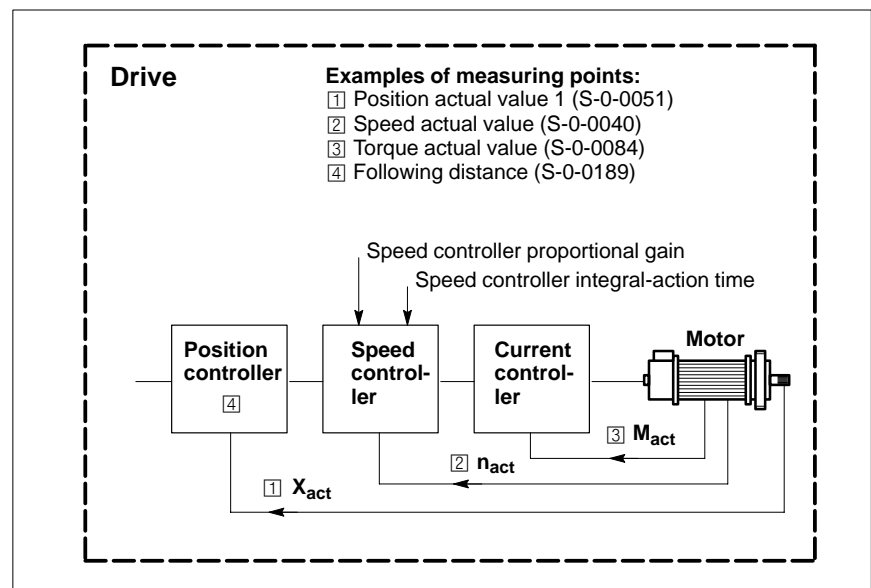 Drive
Examples of measuring points:
1 Position actual value 1 (S-0-0051)
2 Speed actual value (S-0-0040)
3 Torque actual value (S-0-0084)
4 Following distance (S-0-0189)
Speed controller proportional gain
Speed controller integral-action time
Position
controller
4
Speed
control-
ler
Current
control-
ler
Motor
3 Mact
2 nact
1 Xact